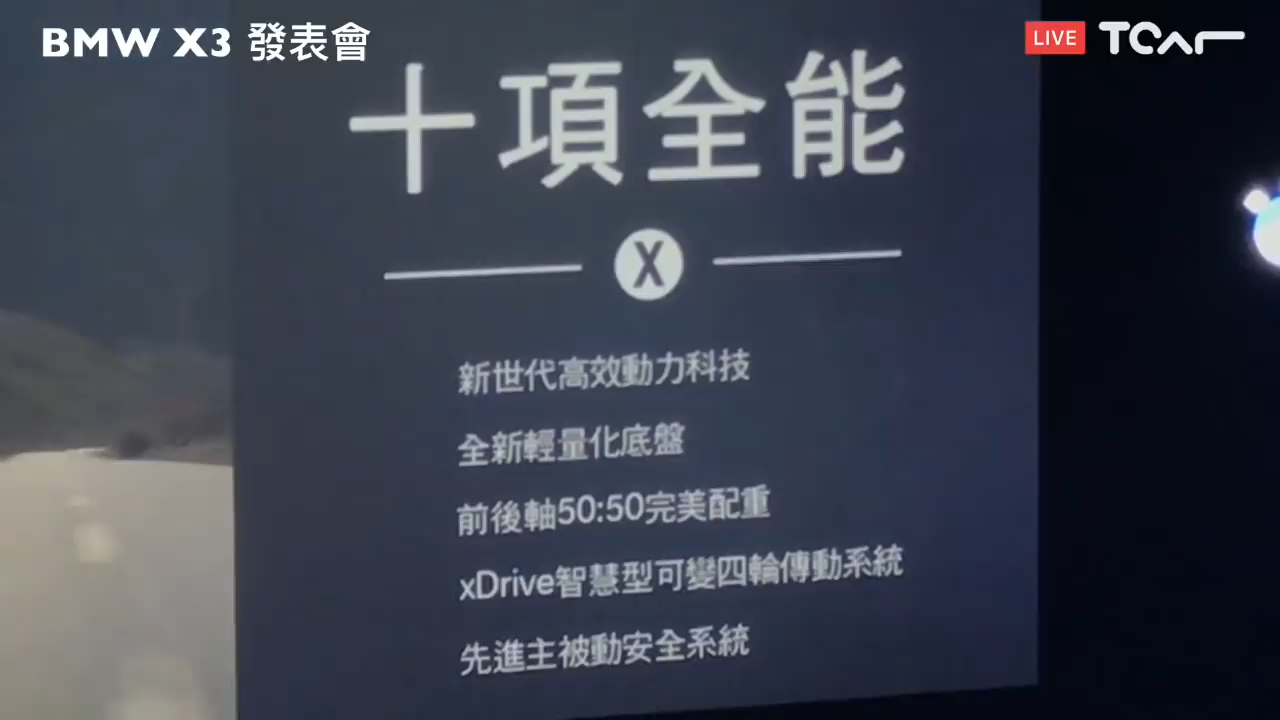 BMW X3 發表會
LIVE TCAr
十項全能
X
新世代高效動力科技
全新輕量化底盤
前後軸50:50完美配重
xDrive智慧型可變四輪傳動系統
先進主被動安全系統